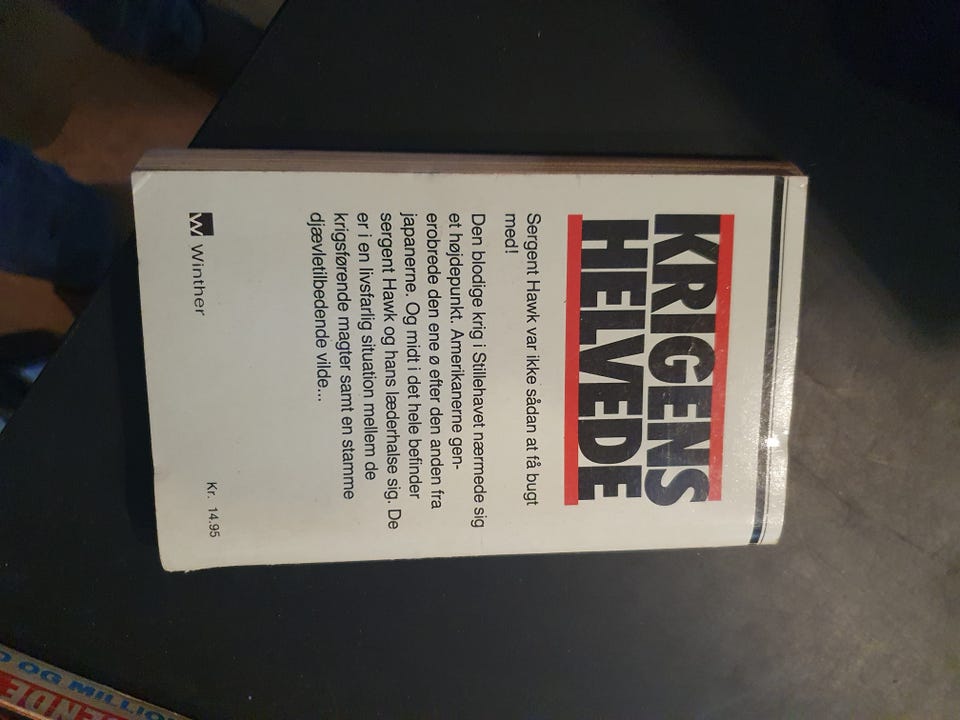 KRIGENS
HELVEDE
Sergent Hawk var ikke sådan at få bugt
med!
Den blodige krig i Stillehavet nærmede sig
et højdepunkt. Amerikanerne gen-
erobrede den ene ø efter den anden fra
japanerne. Og midt i det hele befinder
sergent Hawk og hans læderhalse sig. De
er i en livsfarlig situation mellem de
krigsførende magter samt en stamme
djævletilbedende vilde...
W Winther
Kr. 14.95
OG MILLIO
ENDE